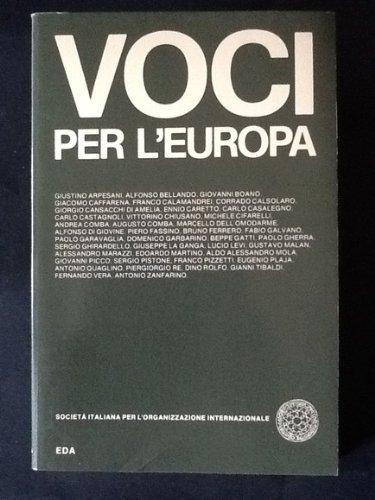 VOCI
PER L'EUROPA
GIUSTINO ARPESANI, ALFONSO BELLANDO, GIOVANNI BOANO,
GIACOMO CAFFARENA, FRANCO CALAMANDREI, CORRADO CALSOLARO,
GIORGIO CANSACCHI DI AMELIA, ENNIO CARETTO, CARLO CASALEGNO,
CARLO CASTAGNOLI, VITTORINO CHIUSANO, MICHELE CIFARELLI,
ANDREA COMBA, AUGUSTO COMBA, MARCELLO DELL'OMODARME,
ALFONSO DI GIOVINE, PIERO FASSINO, BRUNO FERRERO, FABIO GALVANO,
PAOLO GARAVAGLIA, DOMENICO GARBARINO, BEPPE GATTI, PAOLO GHERRA,
SERGIO GHIRARDELLO, GIUSEPPE LA GANGA, LUCIO LEVI, GUSTAVO MALAN,
ALESSANDRO MARAZZI, EDOARDO MARTINO, ALDO ALESSANDRO MOLA,
GIOVANNI PICCO, SERGIO PISTONE, FRANCO PIZZETTI, EUGENIO PLAJA,
ANTONIO QUAGLINO, PIERGIORGIO RE, DINO ROLFO, GIANNI TIBALDI,
FERNANDO VERA, ANTONIO ZANFARINO.
SOCIETÀ ITALIANA PER L'ORGANIZZAZIONE INTERNAZIONALE
EDA